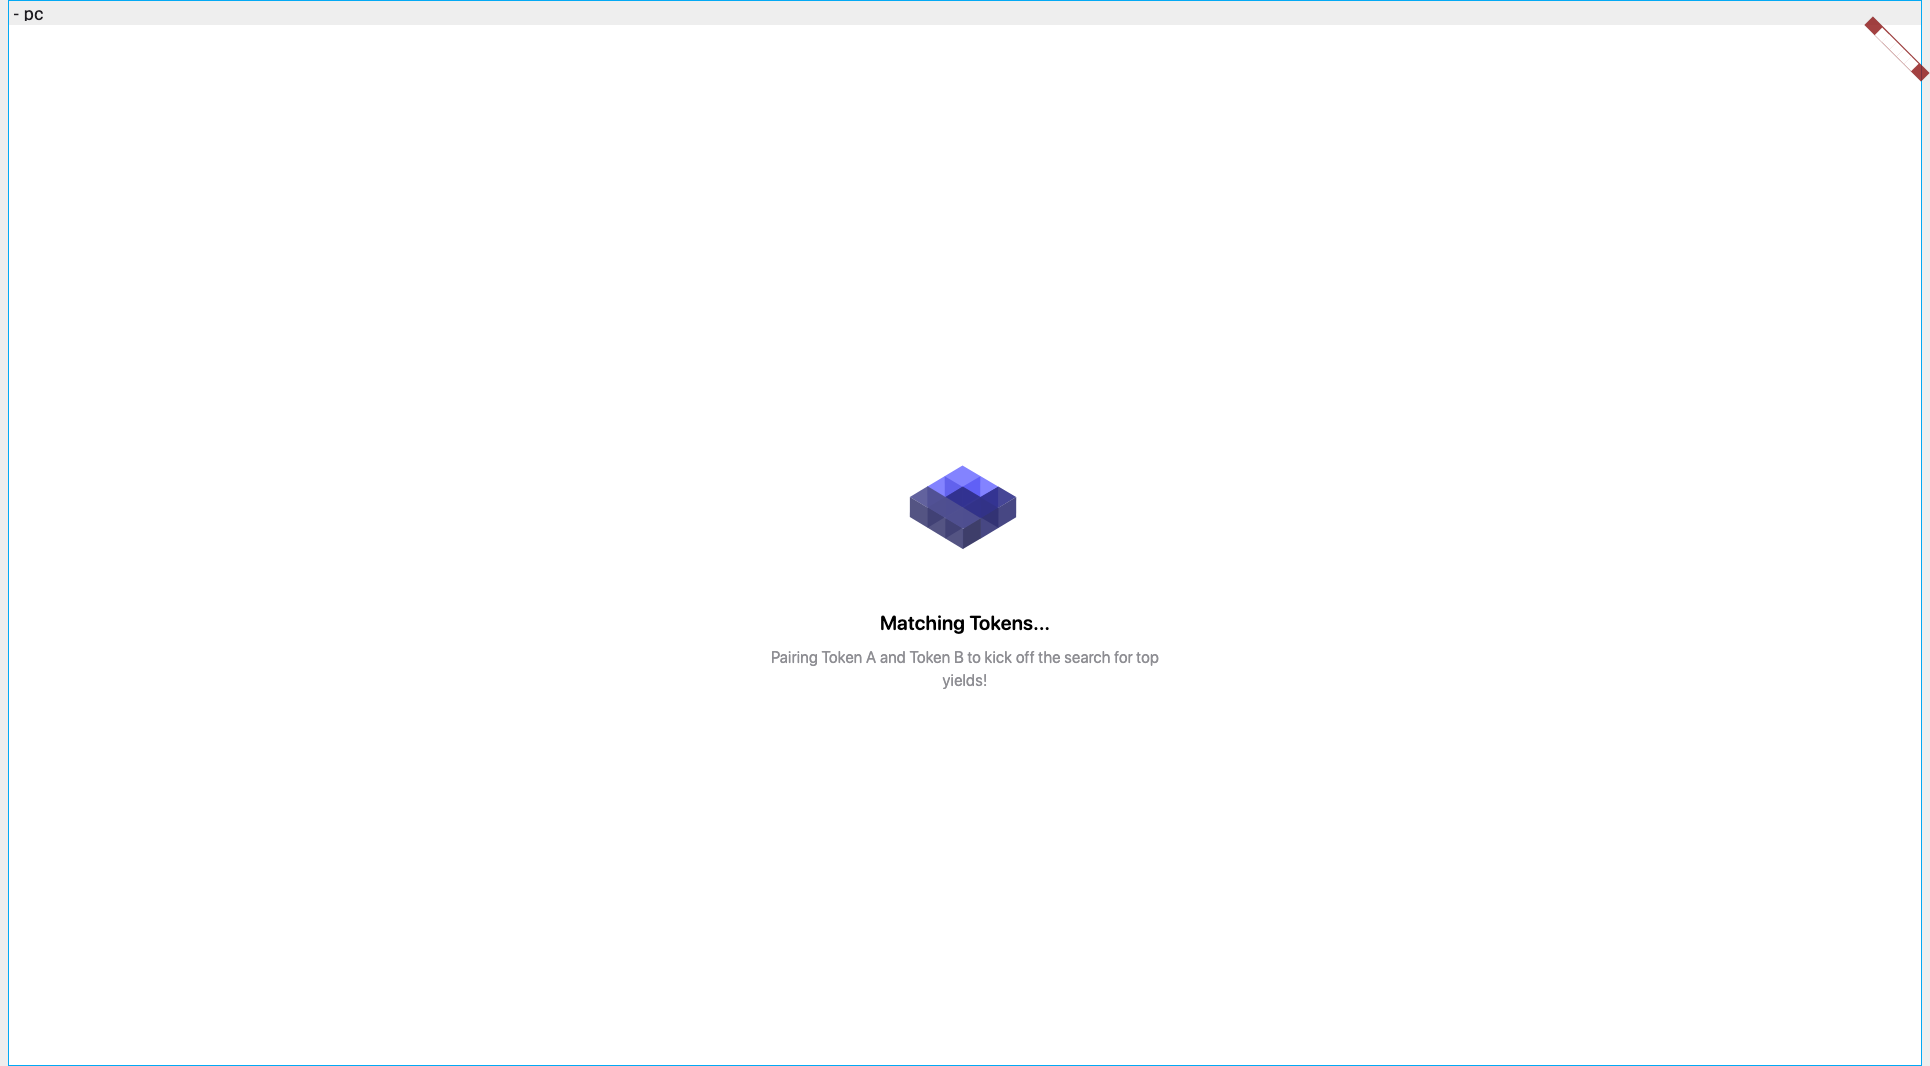 - pc
Matching Tokens...
Pairing Token A and Token B to kick off the search for top
yields!